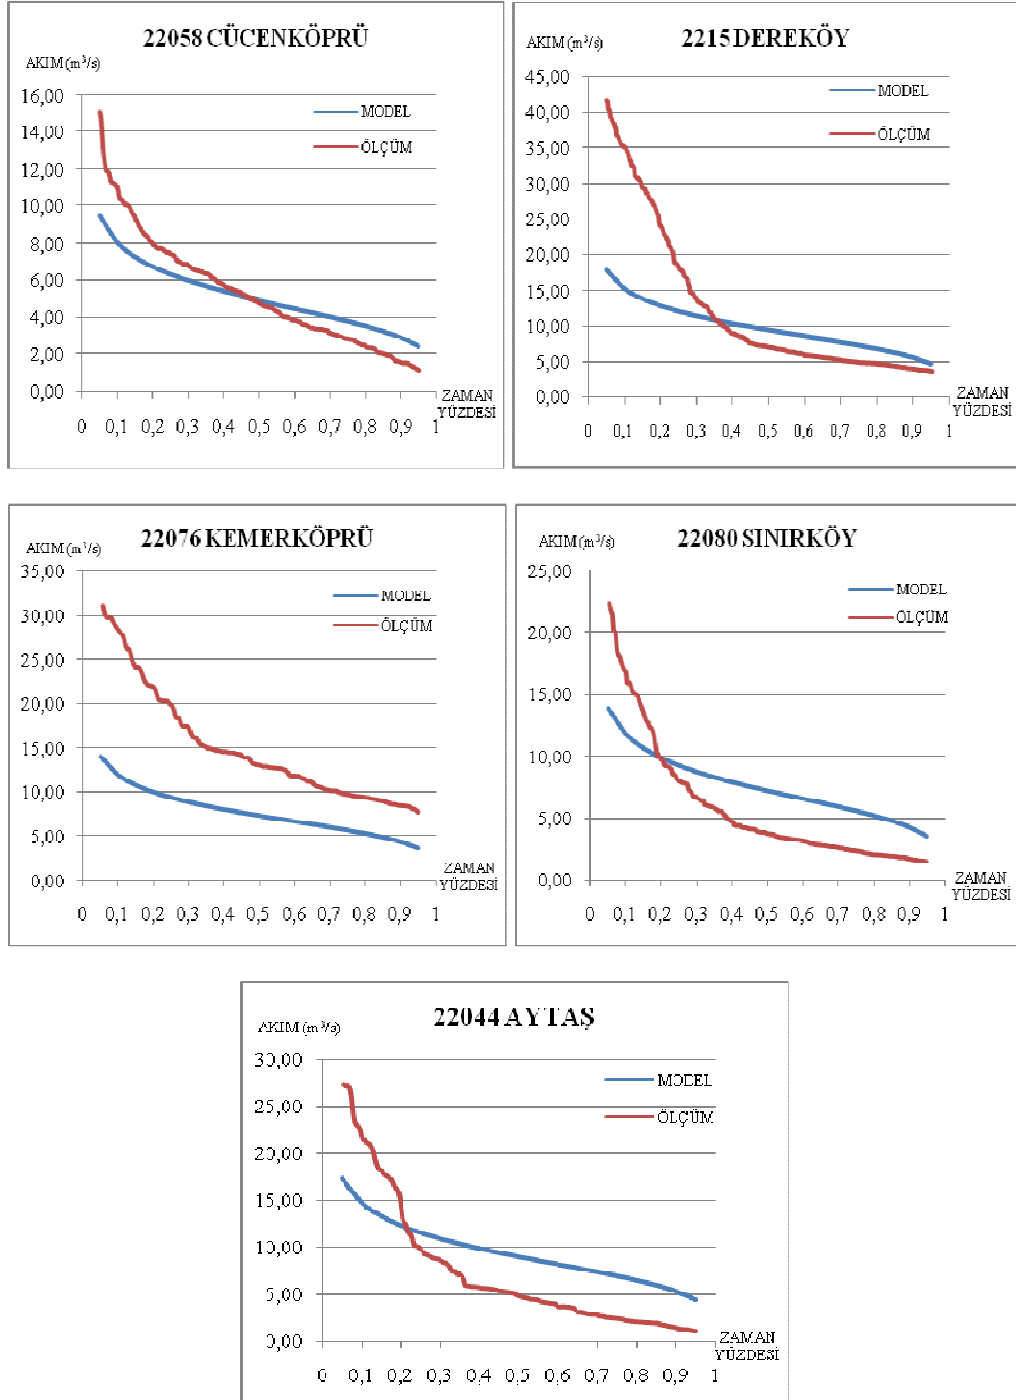 22058 CÜCENKÖPRÜ
AKIM (m³/s)
16,00
14,00
12,00
10,00
8,00
6,00
4,00
2,00
0,00
MODEL
ÖLÇÜM
0 0,1 0,2 0,3 0,4 0,5 0,6 0,7 0,8 0,9 1
ZAMAN
YÜZDESİ
2215 DEREKÖY
AKIM (m³/s)
45,00
40,00
35,00
30,00
25,00
20,00
15,00
10,00
5,00
0,00
MODEL
ÖLÇÜM
0 0,1 0,2 0,3 0,4 0,5 0,6 0,7 0,8 0,9 1
ZAMAN
YÜZDESİ
22076 KEMERKÖPRÜ
AKIM (m³/s)
35,00
30,00
25,00
20,00
15,00
10,00
5,00
0,00
MODEL
ÖLÇÜM
0 0,1 0,2 0,3 0,4 0,5 0,6 0,7 0,8 0,9 1
ZAMAN
YÜZDESİ
22080 SINIRKÖY
AKIM (m³/s)
25,00
20,00
15,00
10,00
5,00
0,00
MODEL
ÖLÇÜM
0 0,1 0,2 0,3 0,4 0,5 0,6 0,7 0,8 0,9 1
ZAMAN
YÜZDESİ
22044 AYTAŞ
AKIM (m³/s)
30,00
25,00
20,00
15,00
10,00
5,00
0,00
MODEL
ÖLÇÜM
0 0,1 0,2 0,3 0,4 0,5 0,6 0,7 0,8 0,9 1
ZAMAN
YÜZDESİ